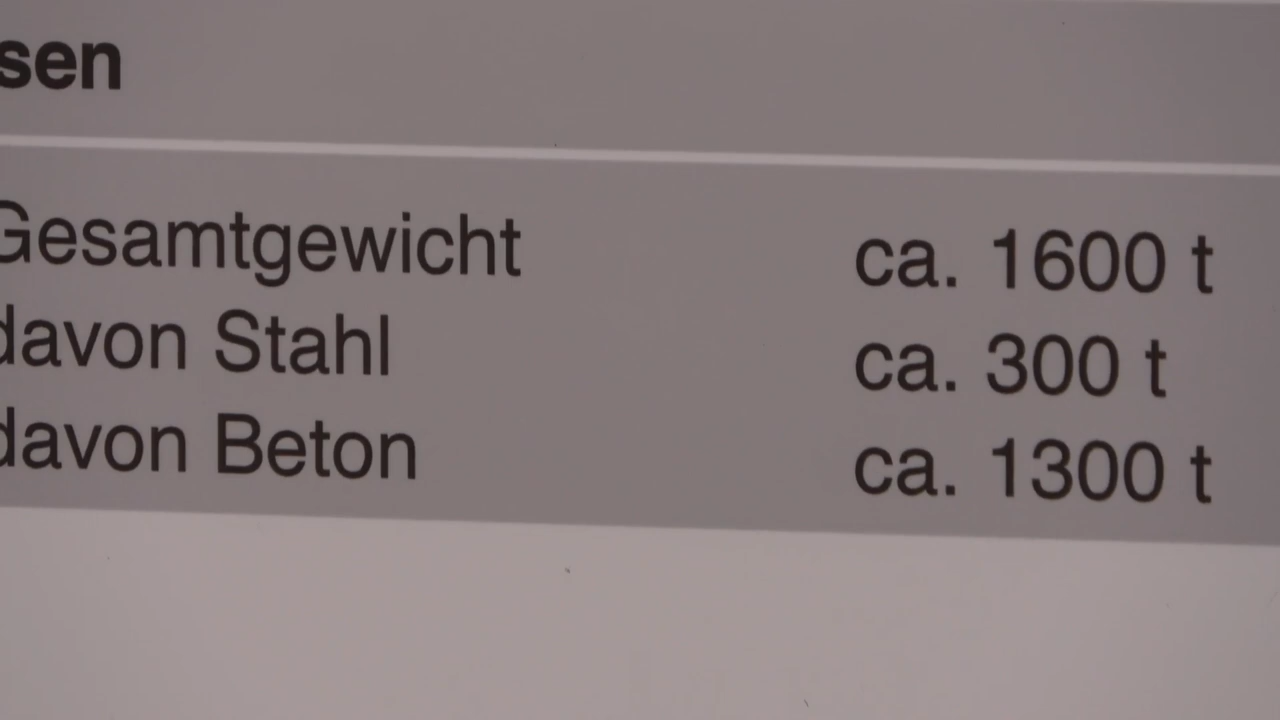 sen
Gesamtgewicht ca. 1600 t
davon Stahl ca. 300 t
davon Beton ca. 1300 t